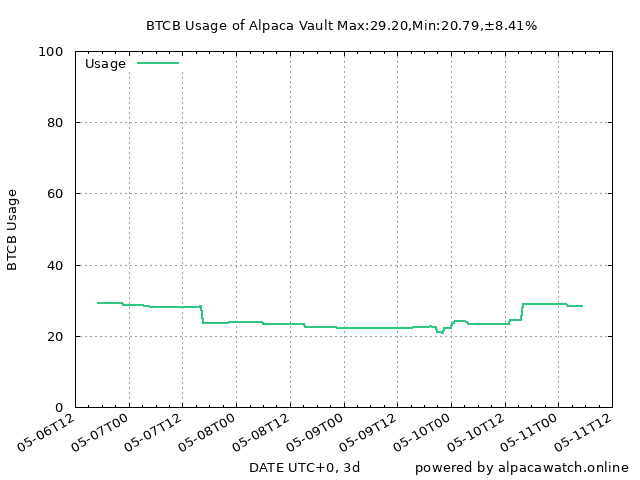 BTCB Usage of Alpaca Vault Max:29.20,Min:20.79,±8.41%
100
Usage
80
60
40
20
0
BTCB Usage
05-06T12
05-07T00
05-07T12
05-08T00
05-08T12
05-09T00
05-09T12
05-10T00
05-10T12
05-11T00
05-11T12
DATE UTC+0, 3d
powered by alpacawatch.online